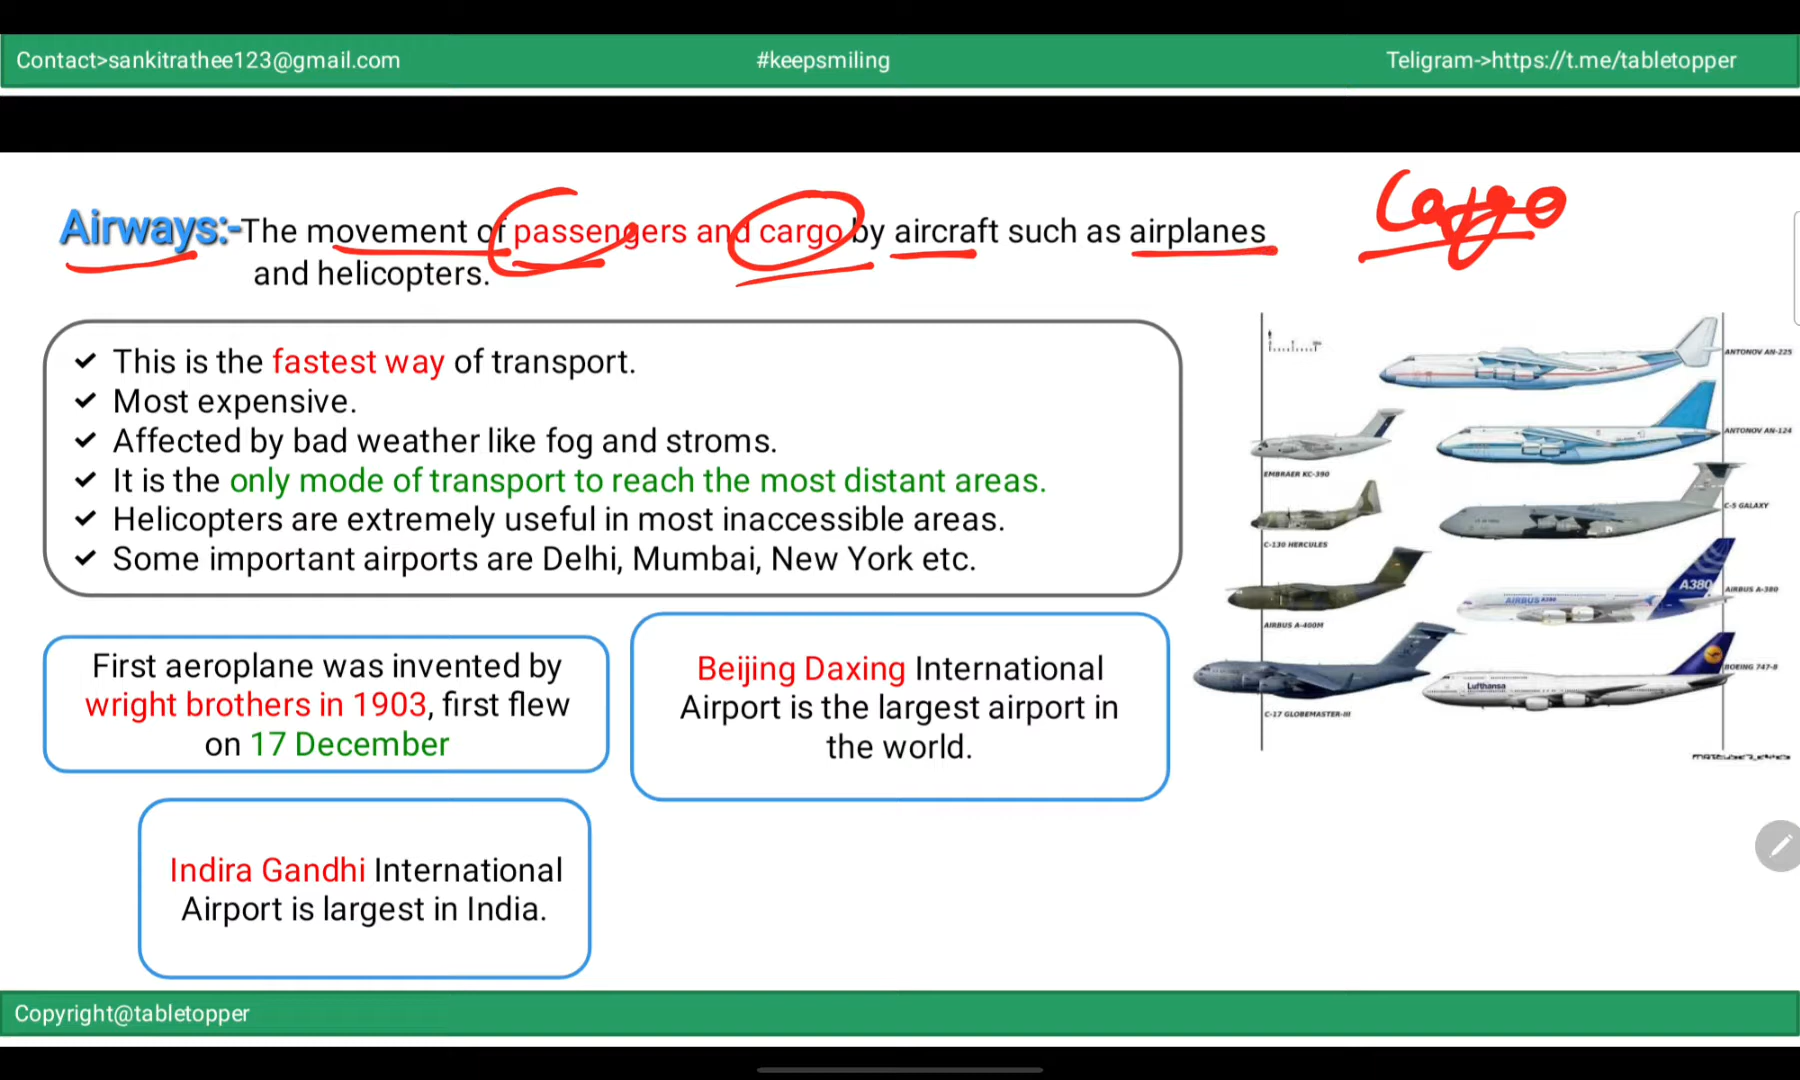 Contact>sankitrathee123@gmail.com
#keepsmiling
Teligram->https://t.me/tabletopper
Cargo
Airways:-The movement of passengers and cargo by aircraft such as airplanes
and helicopters.
✔ This is the fastest way of transport.
✔ Most expensive.
✔ Affected by bad weather like fog and stroms.
✔ It is the only mode of transport to reach the most distant areas.
✔ Helicopters are extremely useful in most inaccessible areas.
✔ Some important airports are Delhi, Mumbai, New York etc.
ANTONOV AN-225
ANTONOV AN-124
EMBRAER KC-390
C-5 GALAXY
C-130 HERCULES
A380
AIRBUS A380
AIRBUS A-380
AIRBUS A-400M
BOEING 747-8
Lufthansa
C-17 GLOBEMASTER-III
First aeroplane was invented by
wright brothers in 1903, first flew
on 17 December
Beijing Daxing International
Airport is the largest airport in
the world.
Indira Gandhi International
Airport is largest in India.
Copyright@tabletopper